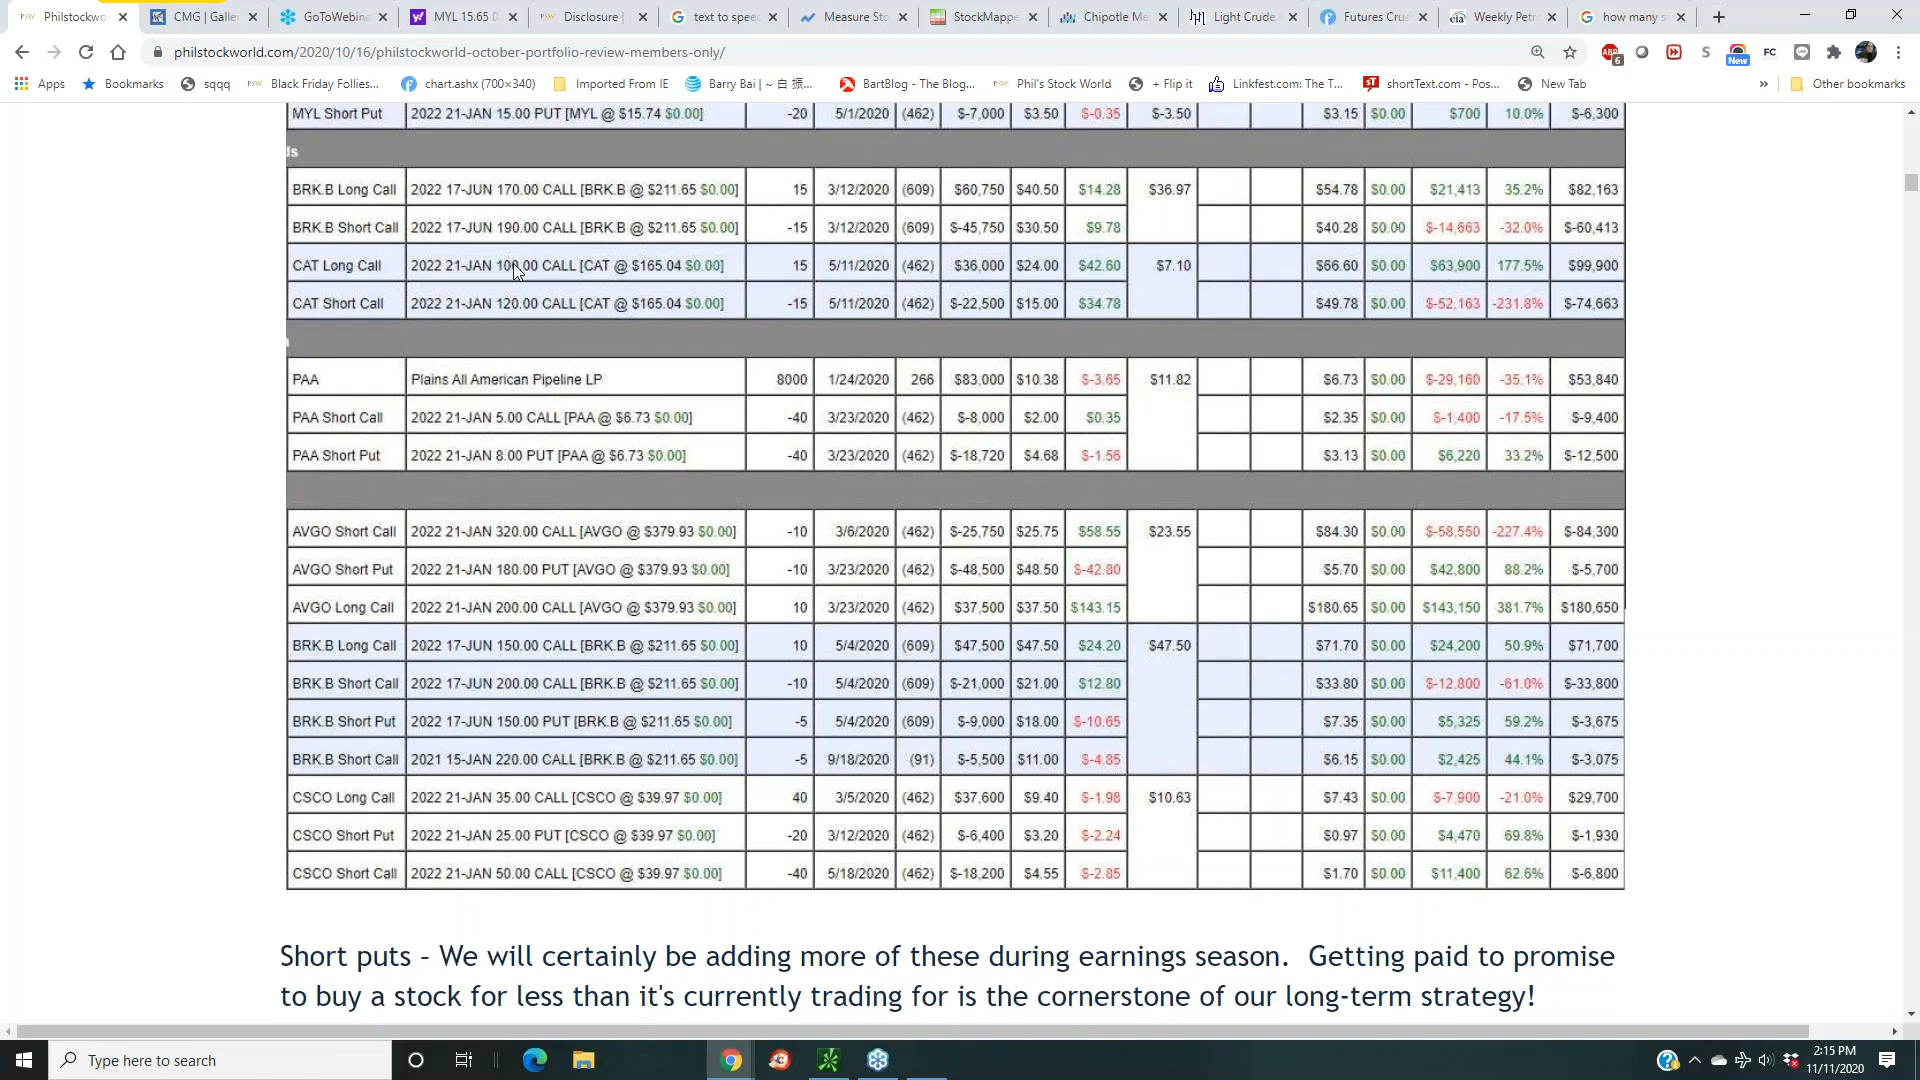 Philstockwo
CMG | Galle
GoToWebina
MYL 15.65 0
Disclosure |
text to spee
Measure Sto
StockMappe
Chipotle Me
Light Crude
Futures Cru
Weekly Petr
how many s
philstockworld.com/2020/10/16/philstockworld-october-portfolio-review-members-only/
Apps Bookmarks sqqq Black Friday Follies... chart.ashx (700×340) Imported From IE Barry Bai | ~ 白 振... BartBlog - The Blog... Phil's Stock World + Flip it Linkfest.com: The T... shortText.com - Pos... New Tab » Other bookmarks
MYL Short Put 2022 21-JAN 15.00 PUT [MYL @ $15.74 $0.00] -20 5/1/2020 (462) $-7,000 $3.50 $-0.35 $-3.50 $3.15 $0.00 $700 10.0% $-6,300
ds
BRK.B Long Call 2022 17-JUN 170.00 CALL [BRK.B @ $211.65 $0.00] 15 3/12/2020 (609) $60,750 $40.50 $14.28 $36.97 $54.78 $0.00 $21,413 35.2% $82,163
BRK.B Short Call 2022 17-JUN 190.00 CALL [BRK.B @ $211.65 $0.00] -15 3/12/2020 (609) $-45,750 $30.50 $9.78 $40.28 $0.00 $-14,663 -32.0% $-60,413
CAT Long Call 2022 21-JAN 100.00 CALL [CAT @ $165.04 $0.00] 15 5/11/2020 (462) $36,000 $24.00 $42.60 $7.10 $66.60 $0.00 $63,900 177.5% $99,900
CAT Short Call 2022 21-JAN 120.00 CALL [CAT @ $165.04 $0.00] -15 5/11/2020 (462) $-22,500 $15.00 $34.78 $49.78 $0.00 $-52,163 -231.8% $-74,663
PAA Plains All American Pipeline LP 8000 1/24/2020 266 $83,000 $10.38 $-3.65 $11.82 $6.73 $0.00 $-29,160 -35.1% $53,840
PAA Short Call 2022 21-JAN 5.00 CALL [PAA @ $6.73 $0.00] -40 3/23/2020 (462) $-8,000 $2.00 $0.35 $2.35 $0.00 $-1,400 -17.5% $-9,400
PAA Short Put 2022 21-JAN 8.00 PUT [PAA @ $6.73 $0.00] -40 3/23/2020 (462) $-18,720 $4.68 $-1.56 $3.13 $0.00 $6,220 33.2% $-12,500
AVGO Short Call 2022 21-JAN 320.00 CALL [AVGO @ $379.93 $0.00] -10 3/6/2020 (462) $-25,750 $25.75 $58.55 $23.55 $84.30 $0.00 $-58,550 -227.4% $-84,300
AVGO Short Put 2022 21-JAN 180.00 PUT [AVGO @ $379.93 $0.00] -10 3/23/2020 (462) $-48,500 $48.50 $-42.80 $5.70 $0.00 $42,800 88.2% $-5,700
AVGO Long Call 2022 21-JAN 200.00 CALL [AVGO @ $379.93 $0.00] 10 3/23/2020 (462) $37,500 $37.50 $143.15 $180.65 $0.00 $143,150 381.7% $180,650
BRK.B Long Call 2022 17-JUN 150.00 CALL [BRK.B @ $211.65 $0.00] 10 5/4/2020 (609) $47,500 $47.50 $24.20 $47.50 $71.70 $0.00 $24,200 50.9% $71,700
BRK.B Short Call 2022 17-JUN 200.00 CALL [BRK.B @ $211.65 $0.00] -10 5/4/2020 (609) $-21,000 $21.00 $12.80 $33.80 $0.00 $-12,800 -61.0% $-33,800
BRK.B Short Put 2022 17-JUN 150.00 PUT [BRK.B @ $211.65 $0.00] -5 5/4/2020 (609) $-9,000 $18.00 $-10.65 $7.35 $0.00 $5,325 59.2% $-3,675
BRK.B Short Call 2021 15-JAN 220.00 CALL [BRK.B @ $211.65 $0.00] -5 9/18/2020 (91) $-5,500 $11.00 $-4.85 $6.15 $0.00 $2,425 44.1% $-3,075
CSCO Long Call 2022 21-JAN 35.00 CALL [CSCO @ $39.97 $0.00] 40 3/5/2020 (462) $37,600 $9.40 $-1.98 $10.63 $7.43 $0.00 $-7,900 -21.0% $29,700
CSCO Short Put 2022 21-JAN 25.00 PUT [CSCO @ $39.97 $0.00] -20 3/12/2020 (462) $-6,400 $3.20 $-2.24 $0.97 $0.00 $4,470 69.8% $-1,930
CSCO Short Call 2022 21-JAN 50.00 CALL [CSCO @ $39.97 $0.00] -40 5/18/2020 (462) $-18,200 $4.55 $-2.85 $1.70 $0.00 $11,400 62.6% $-6,800
Short puts – We will certainly be adding more of these during earnings season. Getting paid to promise
to buy a stock for less than it's currently trading for is the cornerstone of our long-term strategy!
Type here to search
2:15 PM
11/11/2020